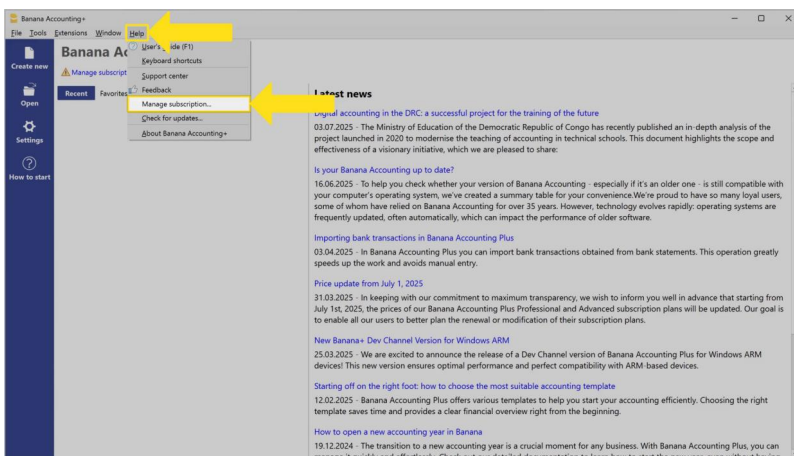 Banana Accounting+
File Tools Extensions Window Help
Create new
Open
Settings
How to start
Banana Ac
Manage subscript
Recent Favorites
User's guide (F1)
Keyboard shortcuts
Support center
Feedback
Manage subscription...
Check for updates...
About Banana Accounting+
Latest news
Digital accounting in the DRC: a successful project for the training of the future
03.07.2025 - The Ministry of Education of the Democratic Republic of Congo has recently published an in-depth analysis of the
project launched in 2020 to modernise the teaching of accounting in technical schools. This document highlights the scope and
effectiveness of a visionary initiative, which we are pleased to share:
Is your Banana Accounting up to date?
16.06.2025 - To help you check whether your version of Banana Accounting - especially if it's an older one - is still compatible with
your computer's operating system, we've created a summary table for your convenience.We're proud to have so many loyal users,
some of whom have relied on Banana Accounting for over 35 years. However, technology evolves rapidly: operating systems are
frequently updated, often automatically, which can impact the performance of older software.
Importing bank transactions in Banana Accounting Plus
03.04.2025 - In Banana Accounting Plus you can import bank transactions obtained from bank statements. This operation greatly
speeds up the work and avoids manual entry.
Price update from July 1, 2025
31.03.2025 - In keeping with our commitment to maximum transparency, we wish to inform you well in advance that starting from
July 1st, 2025, the prices of our Banana Accounting Plus Professional and Advanced subscription plans will be updated. Our goal is
to enable all our users to better plan the renewal or modification of their subscription plans.
New Banana+ Dev Channel Version for Windows ARM
25.03.2025 - We are excited to announce the release of a Dev Channel version of Banana Accounting Plus for Windows ARM
devices! This new version ensures optimal performance and perfect compatibility with ARM-based devices.
Starting off on the right foot: how to choose the most suitable accounting template
12.02.2025 - Banana Accounting Plus offers various templates to help you start your accounting efficiently. Choosing the right
template saves time and provides a clear financial overview right from the beginning.
How to open a new accounting year in Banana
19.12.2024 - The transition to a new accounting year is a crucial moment for any business. With Banana Accounting Plus, you can